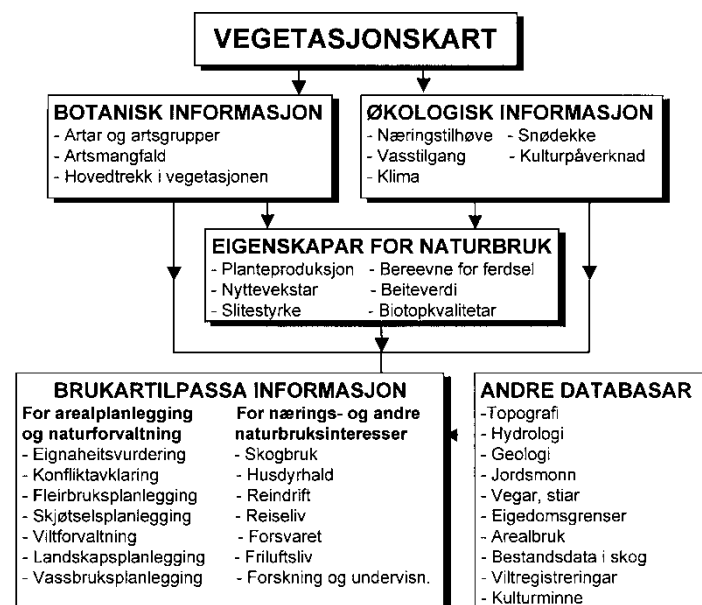 VEGETASJONSKART
BOTANISK INFORMASJON
- Artar og artsgrupper
- Artsmangfald
- Hovedtrekk i vegetasjonen
ØKOLOGISK INFORMASJON
- Næringstilhøve - Snødekke
- Vasstilgang - Kulturpåverknad
- Klima
EIGENSKAPAR FOR NATURBRUK
- Planteproduksjon - Bereevne for ferdsel
- Nyttevekstar - Beiteverdi
- Slitestyrke - Biotopkvalitetar
BRUKARTILPASSA INFORMASJON
For arealplanlegging
og naturforvaltning
- Eignaheitsvurdering
- Konfliktavklaring
- Fleirbruksplanlegging
- Skjøtselsplanlegging
- Viltforvaltning
- Landskapsplanlegging
- Vassbruksplanlegging
For nærings- og andre
naturbruksinteresser
- Skogbruk
- Husdyrhald
- Reindrift
- Reiseliv
- Forsvaret
- Friluftsliv
- Forskning og undervisn.
ANDRE DATABASAR
-Topografi
- Hydrologi
- Geologi
- Jordsmonn
- Vegar, stiar
- Eigedomsgrenser
- Arealbruk
- Bestandsdata i skog
- Viltregistreringar
- Kulturminne